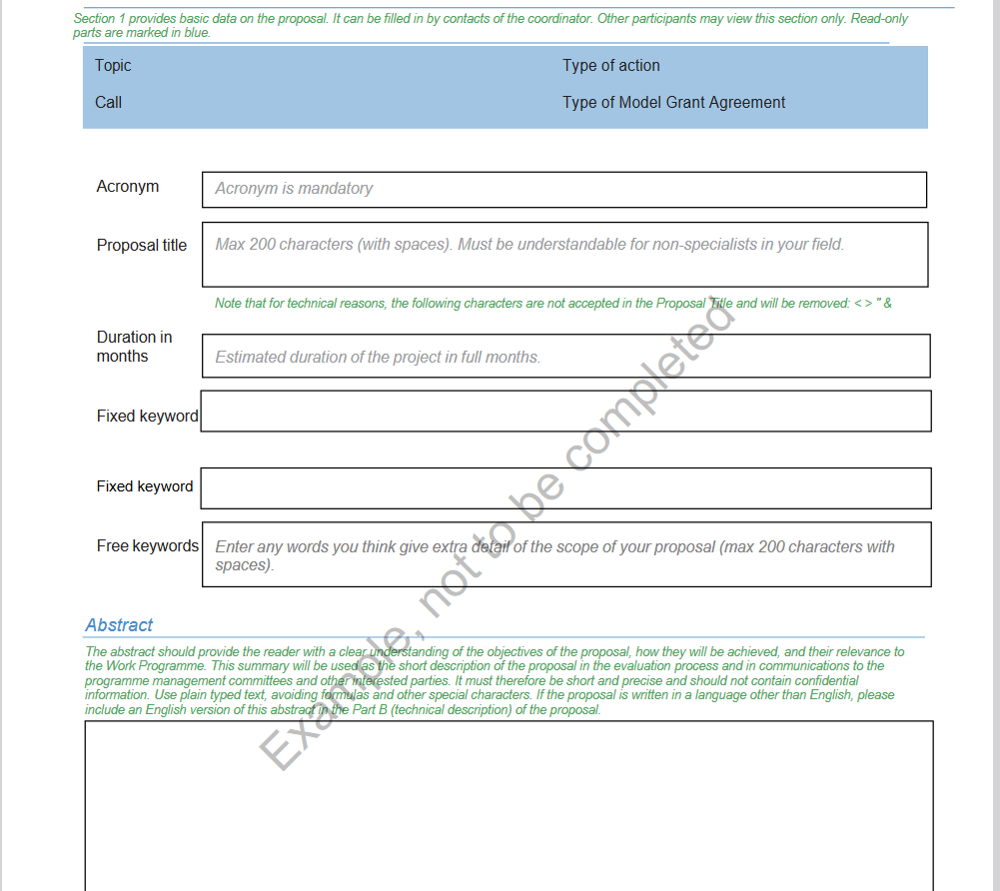 Section 1 provides basic data on the proposal. It can be filled in by contacts of the coordinator. Other participants may view this section only. Read-only
parts are marked in blue.
Topic
Type of action
Call
Type of Model Grant Agreement
Acronym
Acronym is mandatory
Proposal title
Max 200 characters (with spaces). Must be understandable for non-specialists in your field.
Note that for technical reasons, the following characters are not accepted in the Proposal Title and will be removed: < > " &
Duration in
months
Estimated duration of the project in full months.
Fixed keyword
Fixed keyword
Free keywords
Enter any words you think give extra detail of the scope of your proposal (max 200 characters with
spaces).
Example, not to be completed
Abstract
The abstract should provide the reader with a clear understanding of the objectives of the proposal, how they will be achieved, and their relevance to
the Work Programme. This summary will be used as the short description of the proposal in the evaluation process and in communications to the
programme management committees and other interested parties. It must therefore be short and precise and should not contain confidential
information. Use plain typed text, avoiding formulas and other special characters. If the proposal is written in a language other than English, please
include an English version of this abstract in the Part B (technical description) of the proposal.